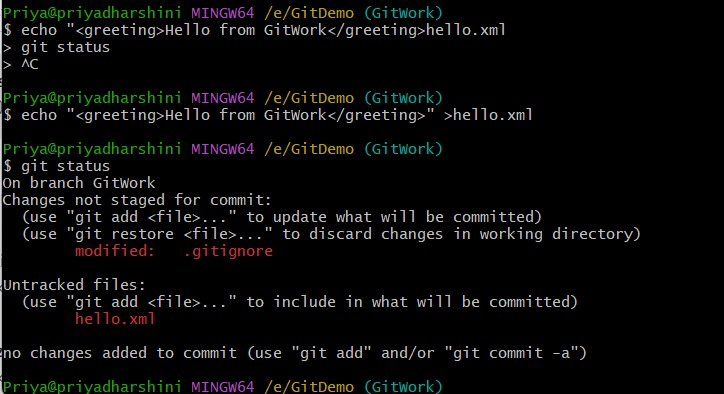 Priya@priyadharshini MINGW64 /e/GitDemo (GitWork)
$ echo "<greeting>Hello from GitWork</greeting>hello.xml
> git status
> ^C
Priya@priyadharshini MINGW64 /e/GitDemo (GitWork)
$ echo "<greeting>Hello from GitWork</greeting>" >hello.xml
Priya@priyadharshini MINGW64 /e/GitDemo (GitWork)
$ git status
On branch GitWork
Changes not staged for commit:
  (use "git add <file>..." to update what will be committed)
  (use "git restore <file>..." to discard changes in working directory)
        modified:   .gitignore
Untracked files:
  (use "git add <file>..." to include in what will be committed)
        hello.xml
no changes added to commit (use "git add" and/or "git commit -a")
Priya@priyadharshini MINGW64 /e/GitDemo (GitWork)